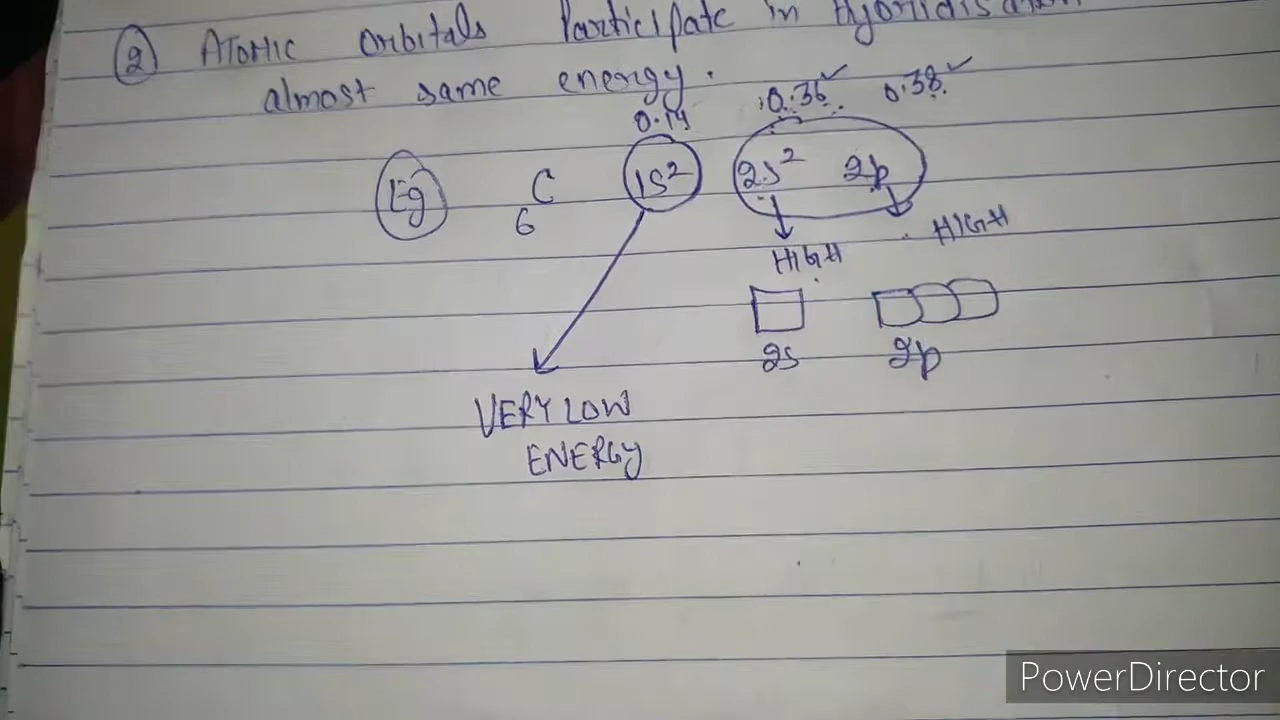 ② Atomic orbitals Participate in Hybridisation
almost same energy.
0.14 0.36 ✓ 0.38 ✓
Eg 6C 1s² 2s² 2p
HIGH HIGH
2s 2p
VERY LOW
ENERGY
PowerDirector